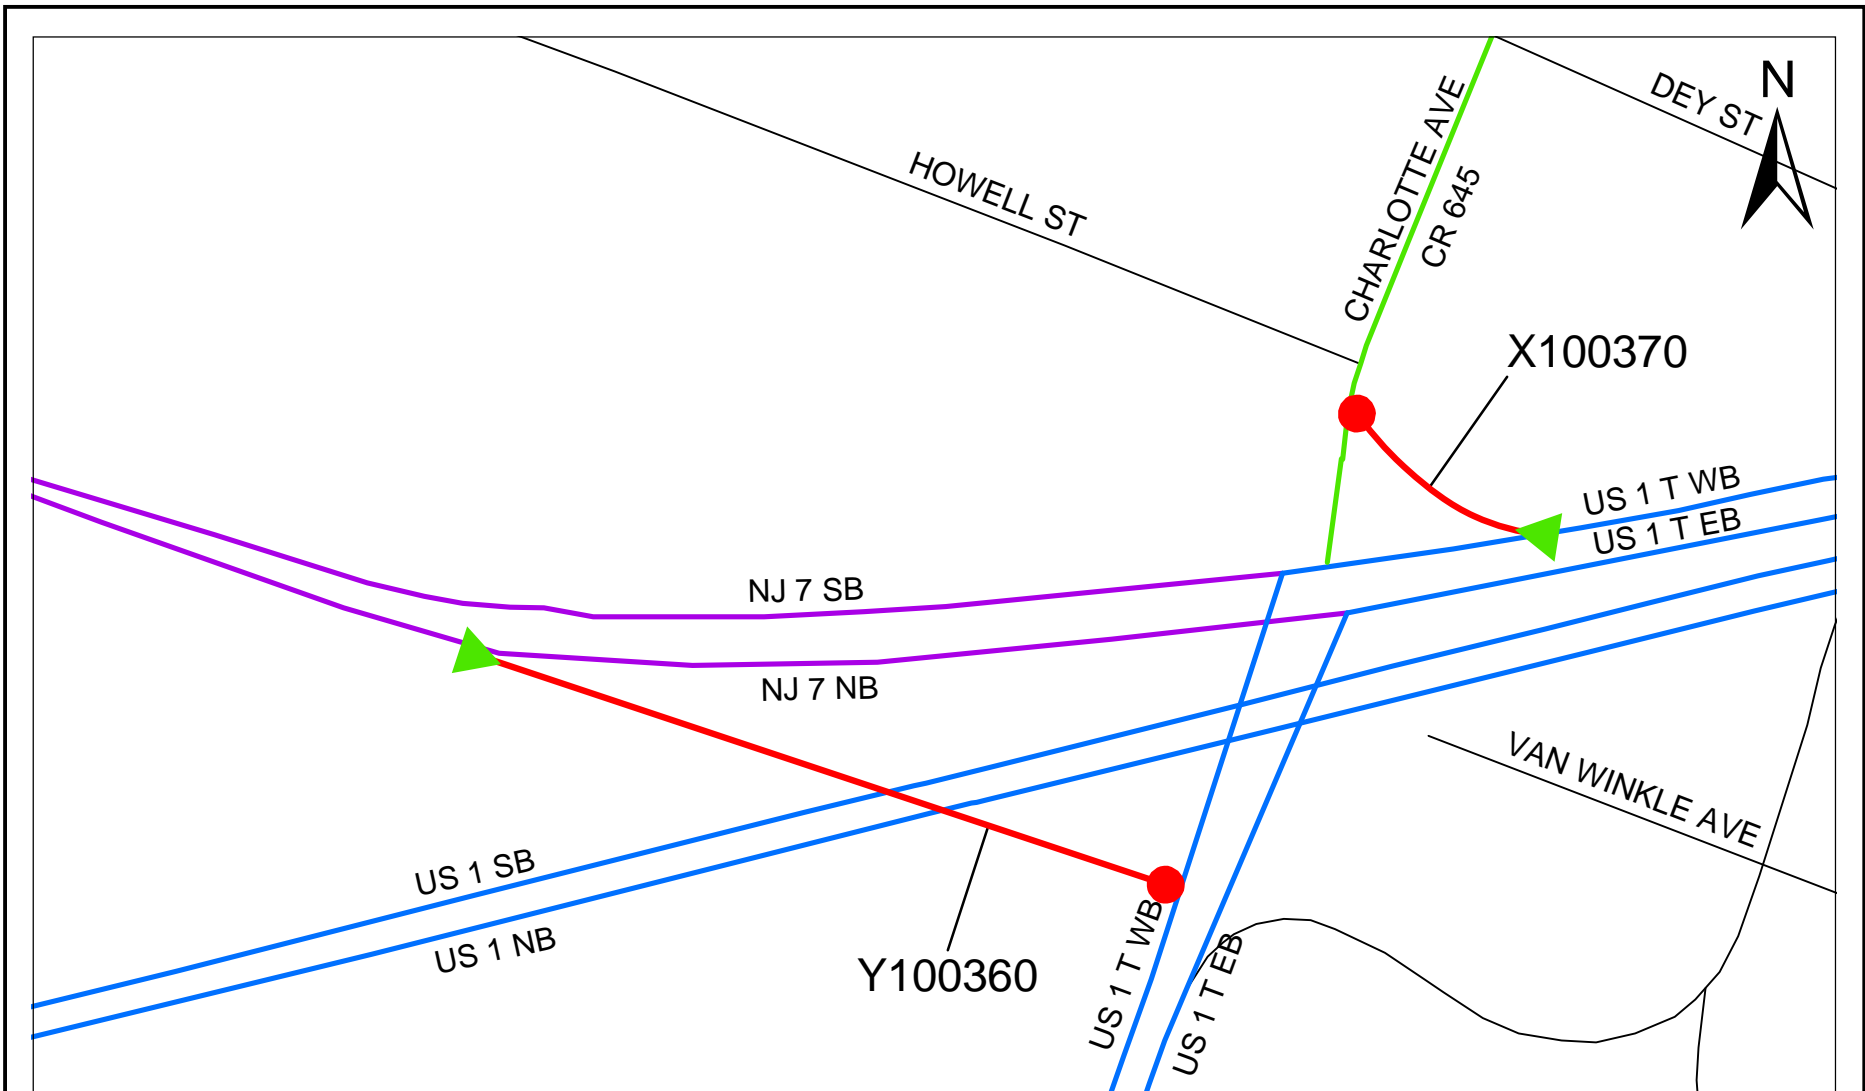 N
DEY ST
CHARLOTTE AVE
CR 645
HOWELL ST
X100370
US 1 T WB
US 1 T EB
NJ 7 SB
NJ 7 NB
VAN WINKLE AVE
US 1 SB
US 1 NB
Y100360
US 1 T WB
US 1 T EB